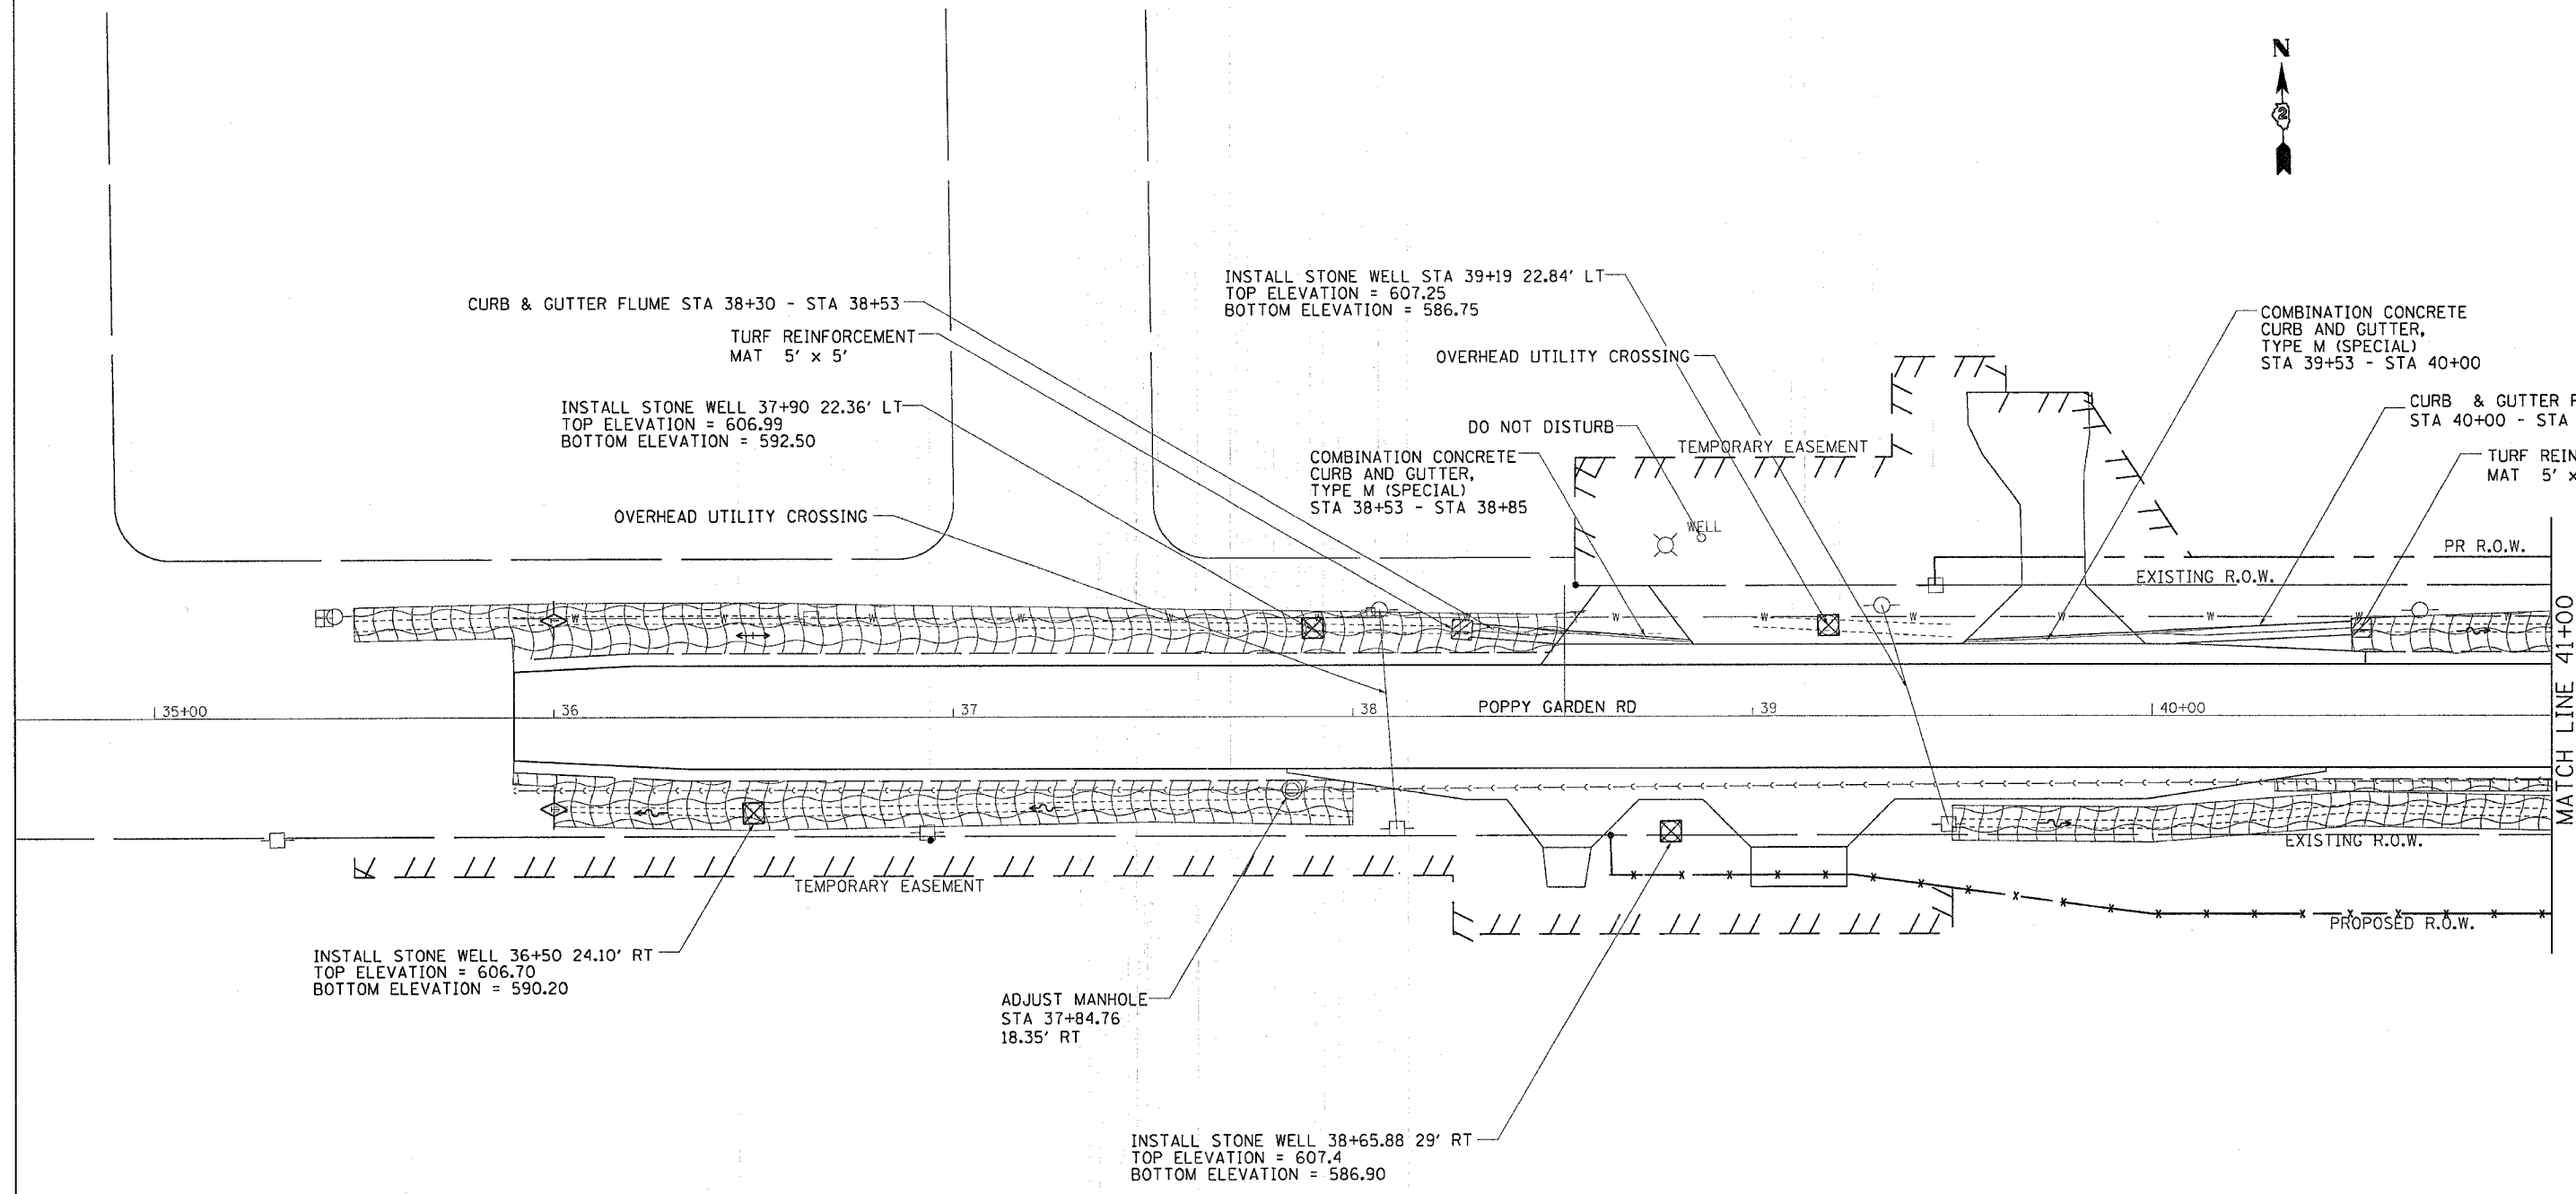 N
2
INSTALL STONE WELL STA 39+19 22.84' LT
TOP ELEVATION = 607.25
BOTTOM ELEVATION = 586.75
CURB & GUTTER FLUME STA 38+30 - STA 38+53
TURF REINFORCEMENT
MAT 5' x 5'
OVERHEAD UTILITY CROSSING
COMBINATION CONCRETE
CURB AND GUTTER,
TYPE M (SPECIAL)
STA 39+53 - STA 40+00
INSTALL STONE WELL 37+90 22.36' LT
TOP ELEVATION = 606.99
BOTTOM ELEVATION = 592.50
CURB & GUTTER F
STA 40+00 - STA
DO NOT DISTURB
TEMPORARY EASEMENT
COMBINATION CONCRETE
CURB AND GUTTER,
TYPE M (SPECIAL)
STA 38+53 - STA 38+85
TURF REIN
MAT 5' x
OVERHEAD UTILITY CROSSING
WELL
PR R.O.W.
EXISTING R.O.W.
W W W W W W W W W W W W W
35+00
36
37
38
POPPY GARDEN RD
39
40+00
MATCH LINE 41+00
EXISTING R.O.W.
TEMPORARY EASEMENT
PROPOSED R.O.W.
INSTALL STONE WELL 36+50 24.10' RT
TOP ELEVATION = 606.70
BOTTOM ELEVATION = 590.20
ADJUST MANHOLE
STA 37+84.76
18.35' RT
INSTALL STONE WELL 38+65.88 29' RT
TOP ELEVATION = 607.4
BOTTOM ELEVATION = 586.90